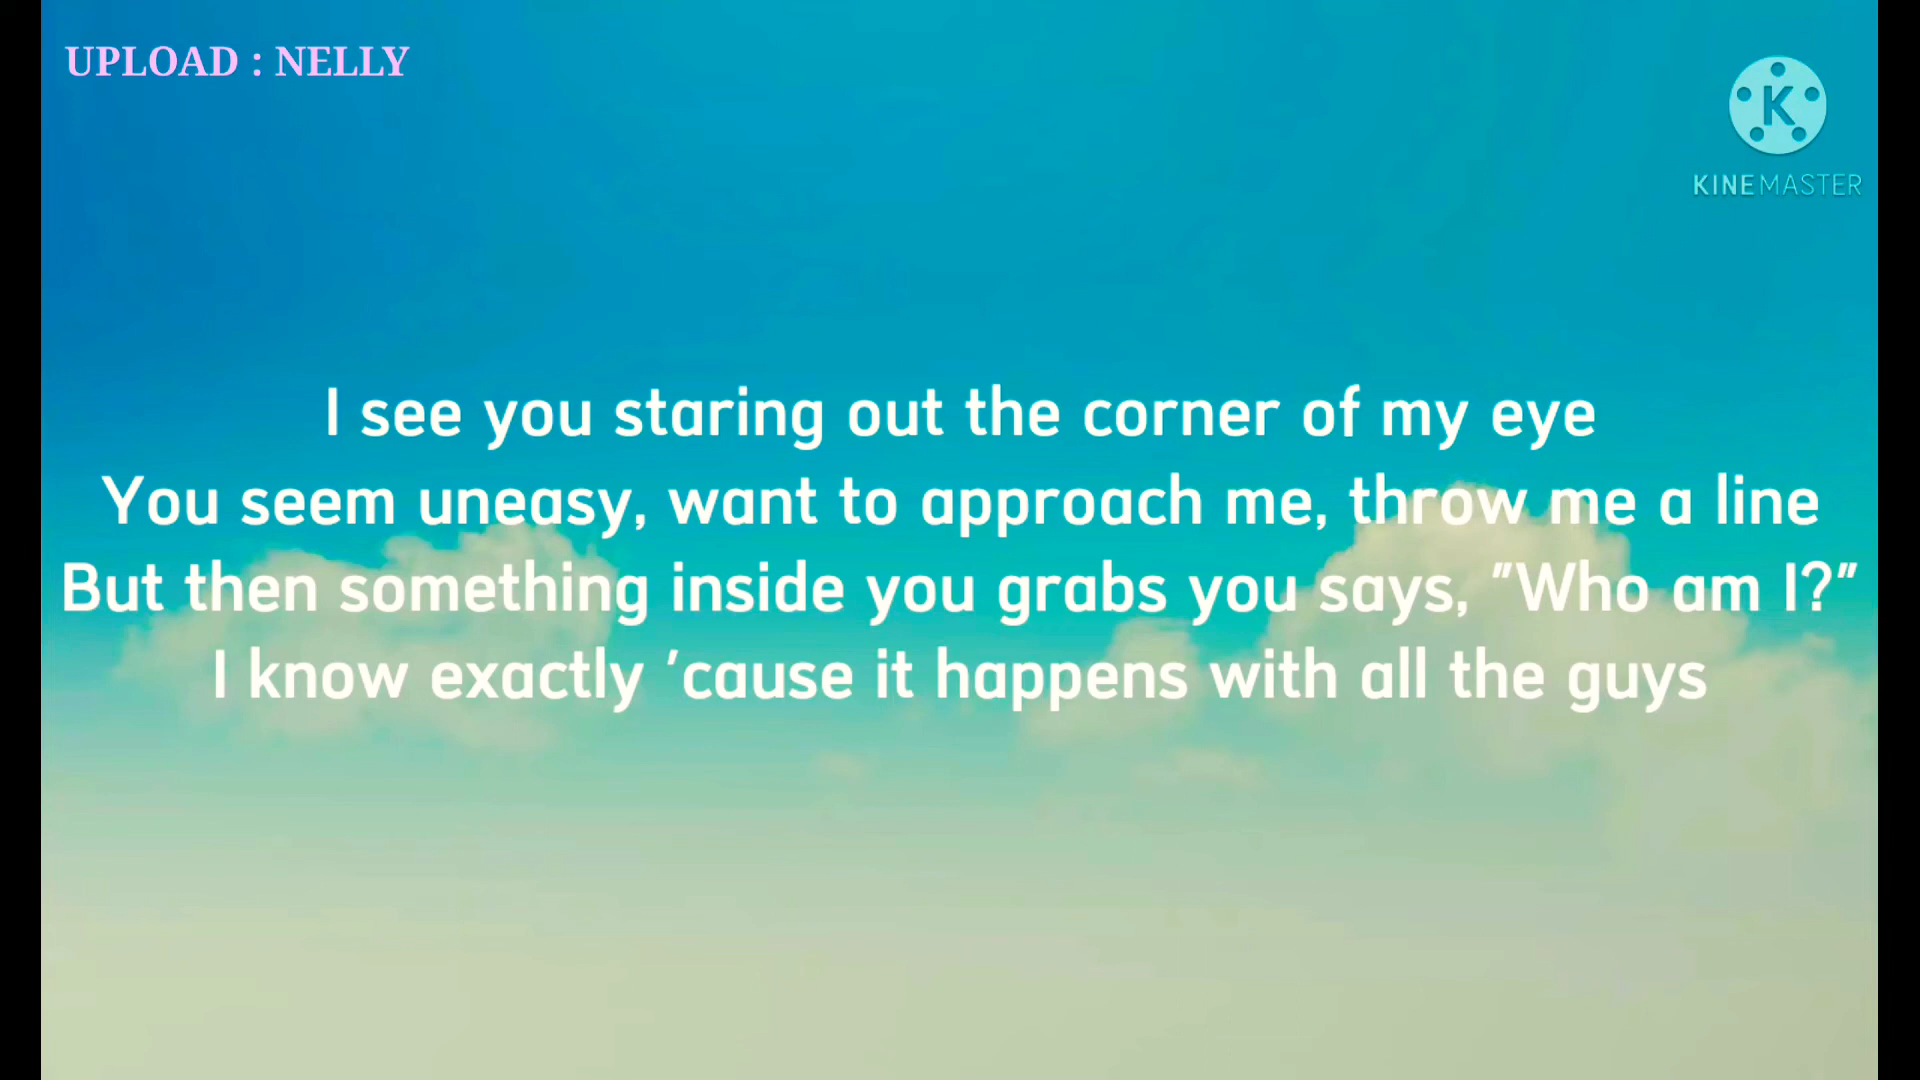 UPLOAD : NELLY
K
KINEMASTER
I see you staring out the corner of my eye
You seem uneasy, want to approach me, throw me a line
But then something inside you grabs you says, "Who am I?"
I know exactly 'cause it happens with all the guys